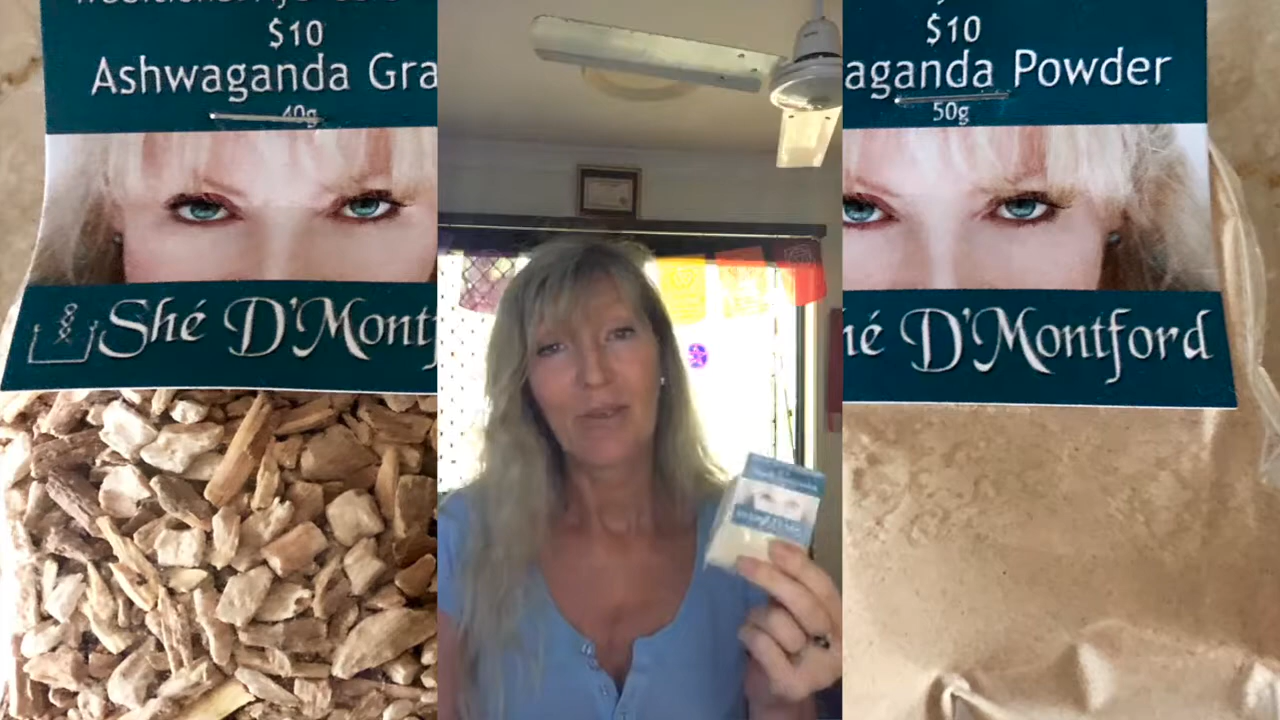 $10
Ashwaganda Gra
40g
Shé D'Montf
$10
aganda Powder
50g
hé D'Montford